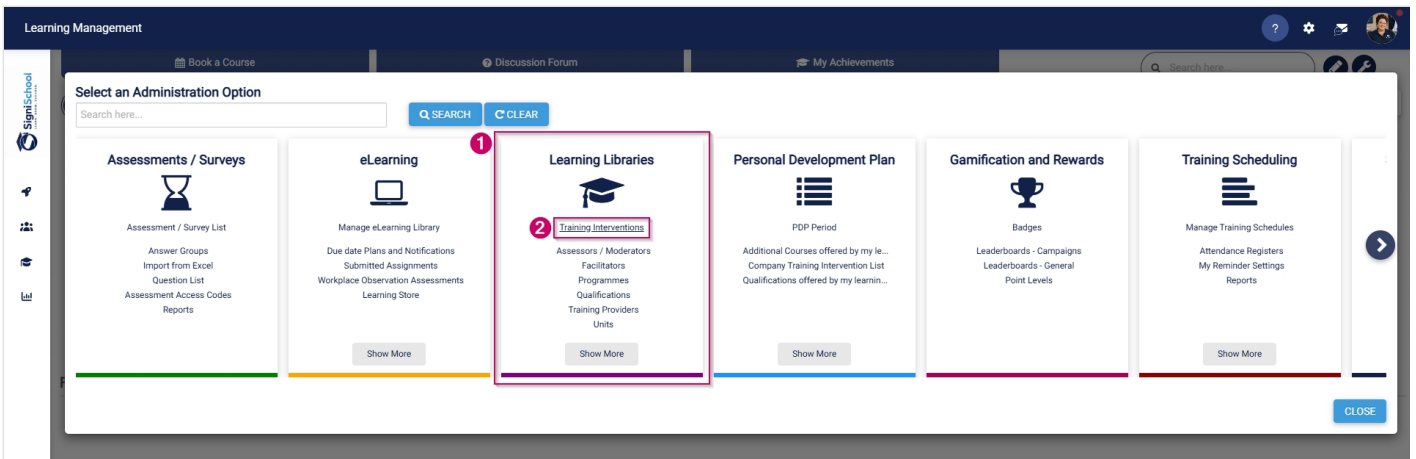 Learning Management
?
Book a Course
Discussion Forum
My Achievements
Search here
SigniSchool
Select an Administration Option
Search here...
SEARCH
CLEAR
1
Assessments / Surveys
Assessment / Survey List
Answer Groups
Import from Excel
Question List
Assessment Access Codes
Reports
eLearning
Manage eLearning Library
Due date Plans and Notifications
Submitted Assignments
Workplace Observation Assessments
Learning Store
Show More
Learning Libraries
2
Training Interventions
Assessors / Moderators
Facilitators
Programmes
Qualifications
Training Providers
Units
Show More
Personal Development Plan
PDP Period
Additional Courses offered by my le...
Company Training Intervention List
Qualifications offered by my learnin...
Show More
Gamification and Rewards
Badges
Leaderboards - Campaigns
Leaderboards - General
Point Levels
Training Scheduling
Manage Training Schedules
Attendance Registers
My Reminder Settings
Reports
Show More
CLOSE